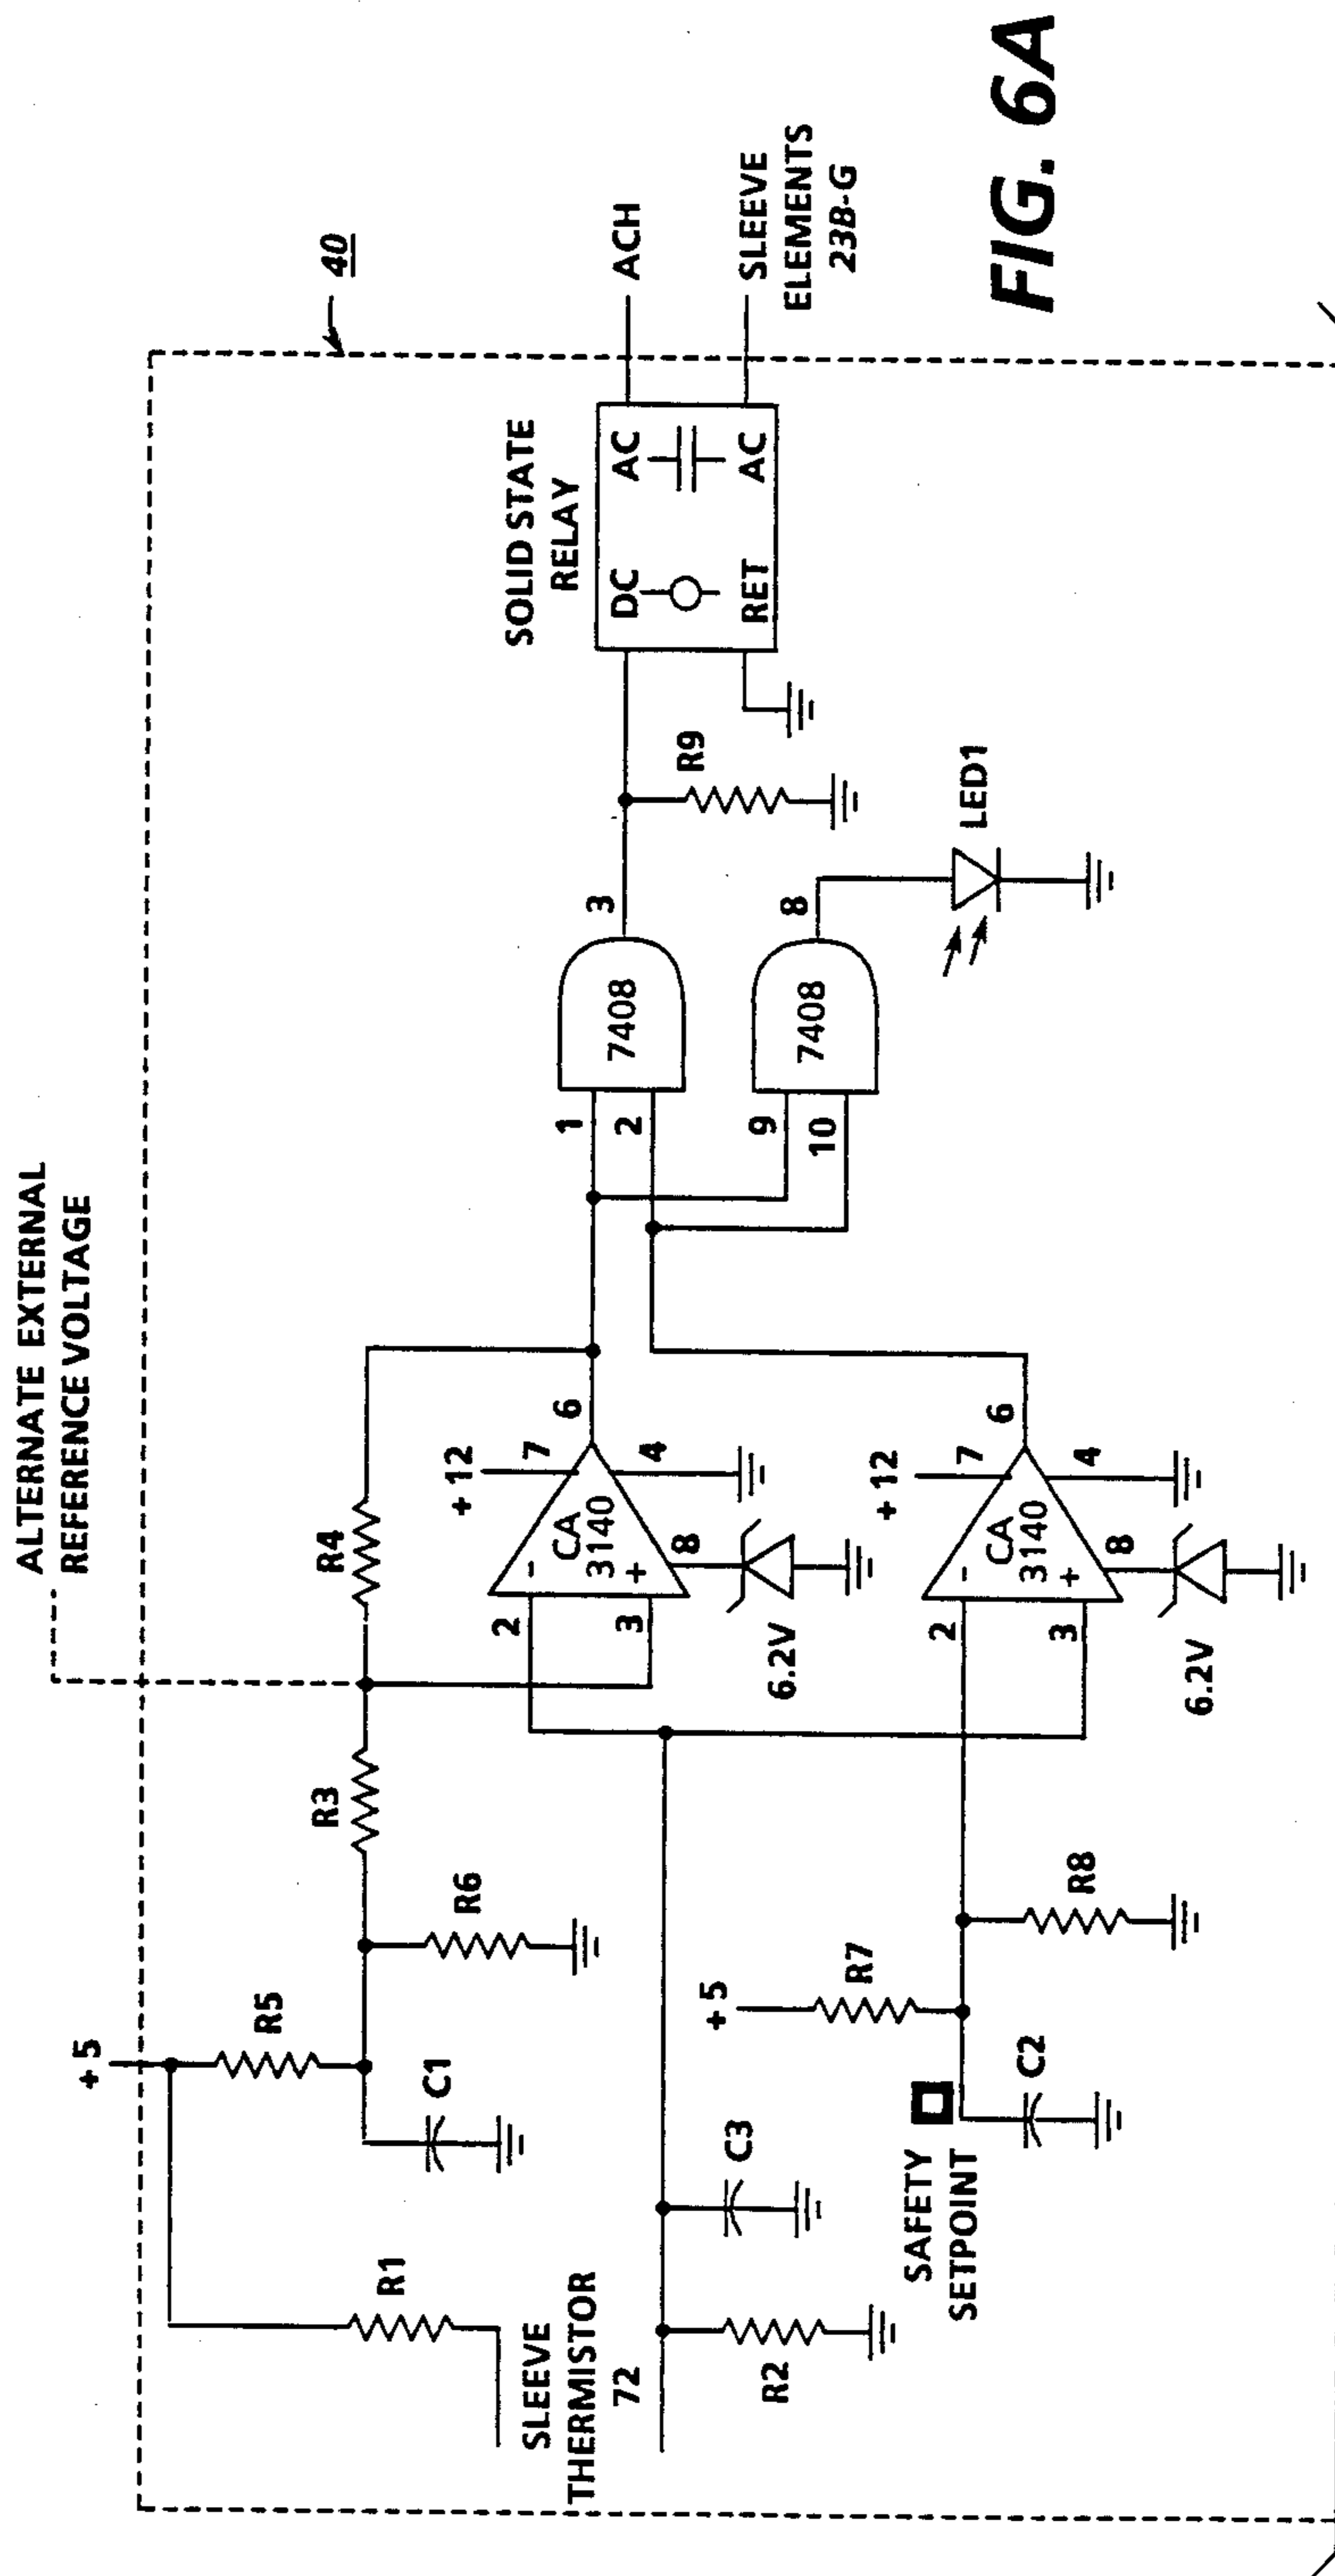 ALTERNATE EXTERNAL
REFERENCE VOLTAGE
40
+5
R5
R1
C1
R6
R3
R4
SLEEVE
THERMISTOR
72
R2
C3
+12
2
-
CA
3140
+
3
7
6
4
8
6.2V
SAFETY
SETPOINT
+5
R7
C2
R8
+12
2
-
CA
3140
+
3
7
6
4
8
6.2V
1
2
7408
3
9
10
7408
8
R9
LED1
SOLID STATE
RELAY
DC
AC
RET
AC
ACH
SLEEVE
ELEMENTS
23B-G
FIG. 6A